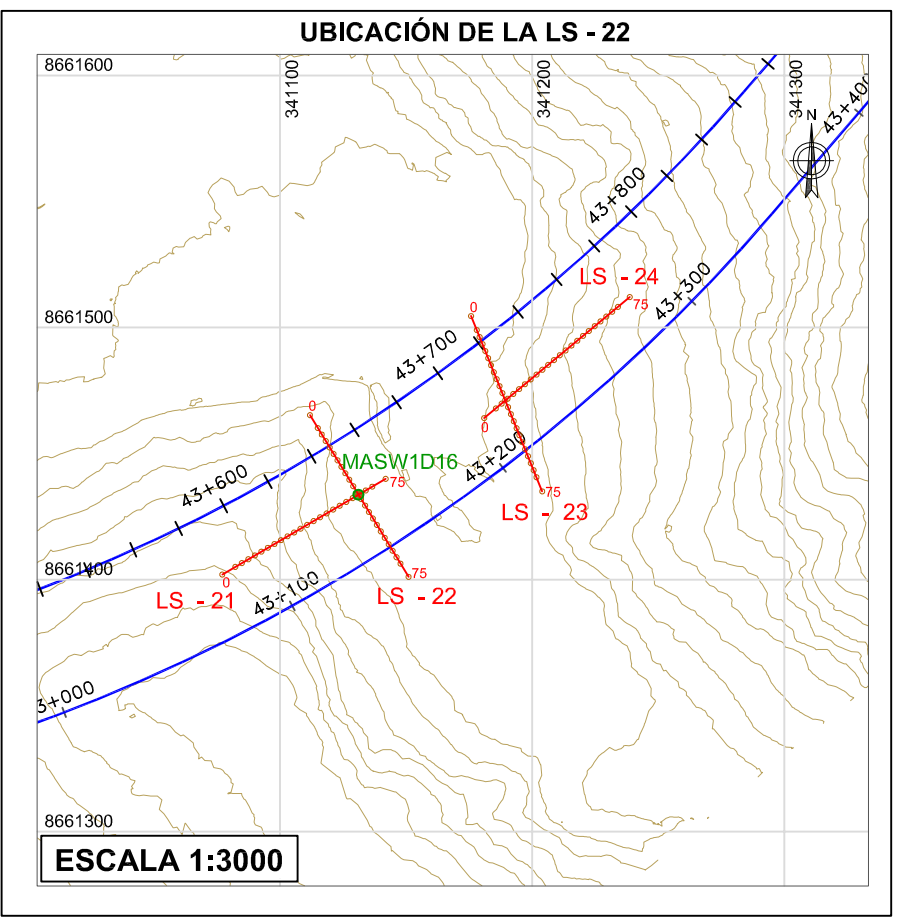 UBICACIÓN DE LA LS - 22
8661600
341100
341200
341300
43+400
N
43+800
LS - 24
75
43+300
0
8661500
43+700
0
0
MASW1D16
43+200
75
43+600
75
LS - 23
8661400
0
43+100
75
LS - 21
LS - 22
43+000
8661300
ESCALA 1:3000